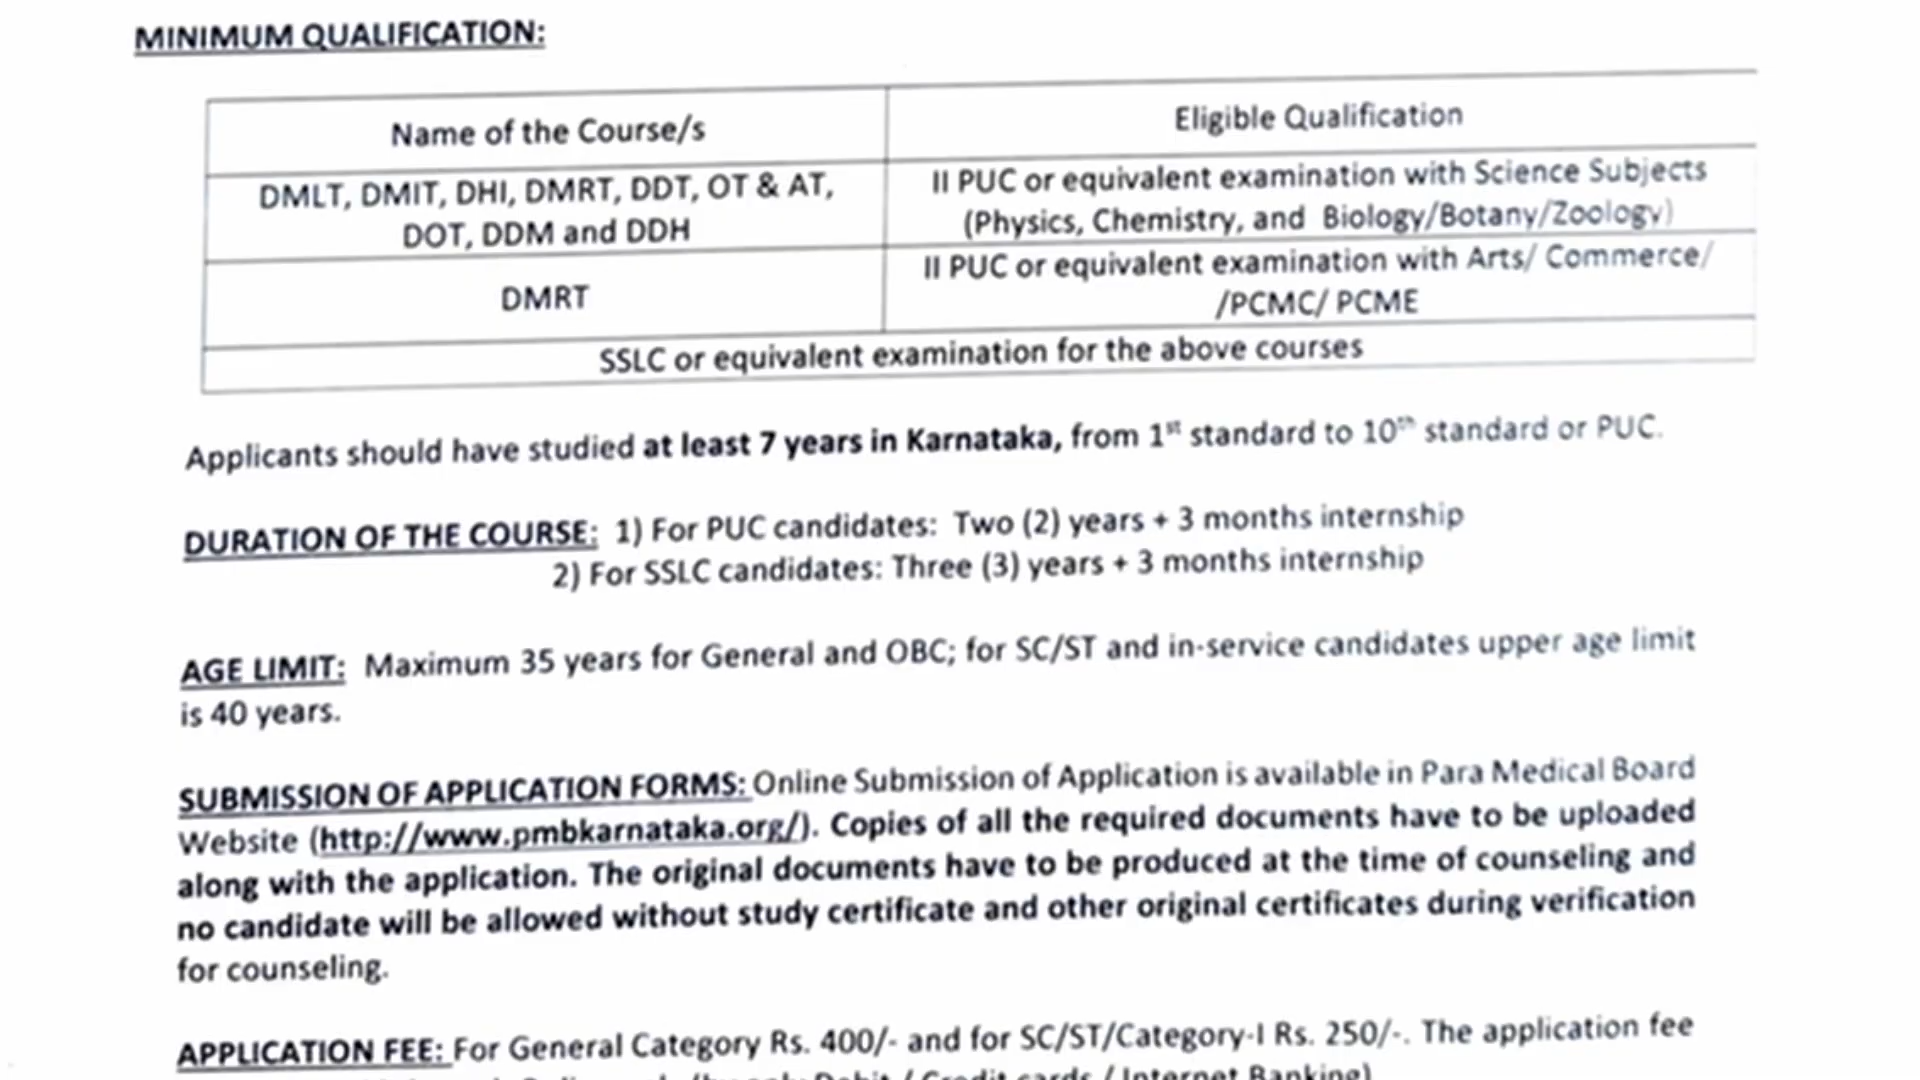 MINIMUM QUALIFICATION:
Name of the Course/s
Eligible Qualification
DMLT, DMIT, DHI, DMRT, DDT, OT & AT,
DOT, DDM and DDH
II PUC or equivalent examination with Science Subjects
(Physics, Chemistry, and Biology/Botany/Zoology)
DMRT
II PUC or equivalent examination with Arts/ Commerce/
/PCMC/ PCME
SSLC or equivalent examination for the above courses
Applicants should have studied at least 7 years in Karnataka, from 1st standard to 10th standard or PUC.
DURATION OF THE COURSE: 1) For PUC candidates: Two (2) years + 3 months internship
2) For SSLC candidates: Three (3) years + 3 months internship
AGE LIMIT: Maximum 35 years for General and OBC; for SC/ST and in-service candidates upper age limit
is 40 years.
SUBMISSION OF APPLICATION FORMS: Online Submission of Application is available in Para Medical Board
Website (http://www.pmbkarnataka.org/). Copies of all the required documents have to be uploaded
along with the application. The original documents have to be produced at the time of counseling and
no candidate will be allowed without study certificate and other original certificates during verification
for counseling.
APPLICATION FEE: For General Category Rs. 400/- and for SC/ST/Category-I Rs. 250/-. The application fee
Debit / Credit cards / Internet Banking)